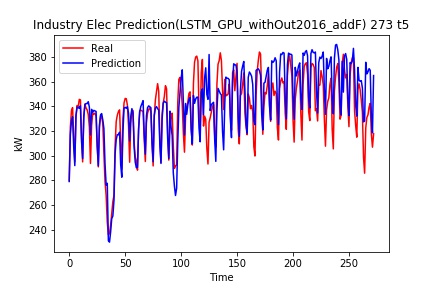 Industry Elec Prediction(LSTM_GPU_withOut2016_addF) 273 t5
Real
Prediction
kW
380
360
340
320
300
280
260
240
0 50 100 150 200 250
Time